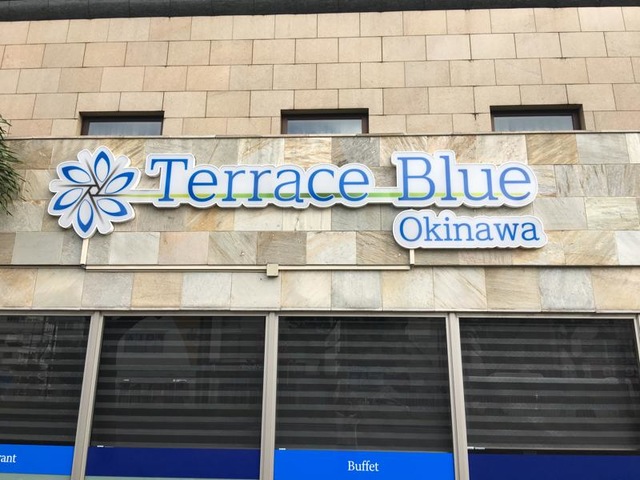 Terrace Blue
Okinawa
Buffet